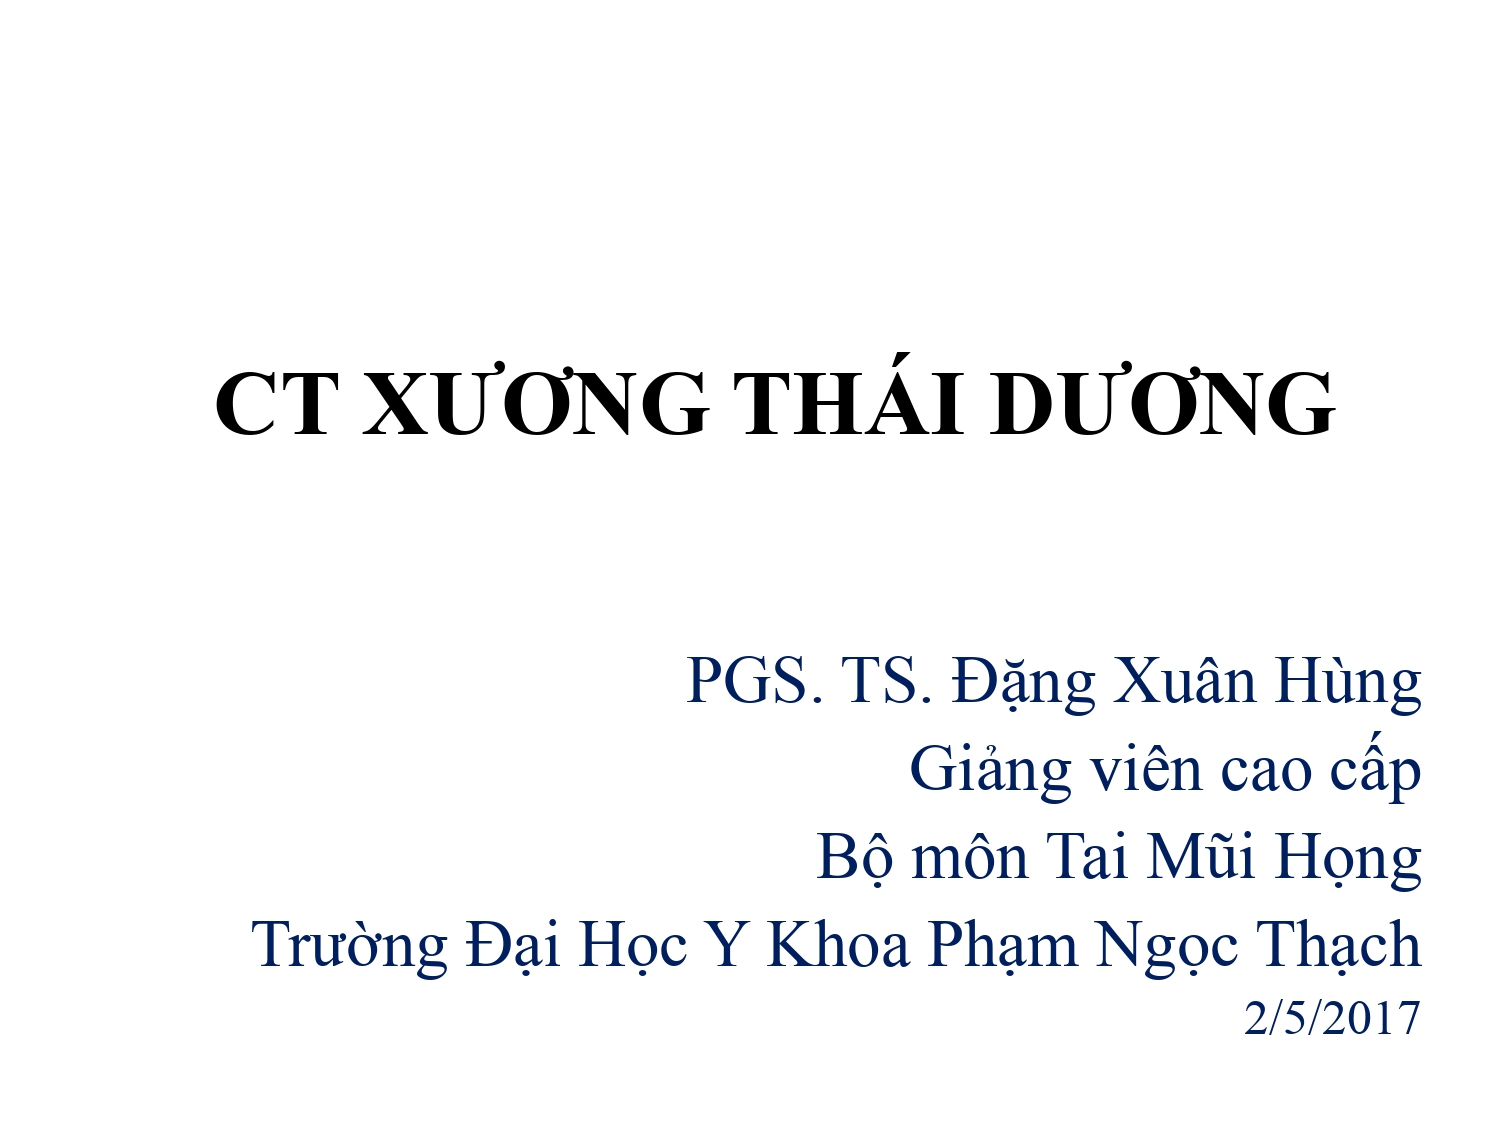 CT XƯƠNG THÁI DƯƠNG
PGS. TS. Đặng Xuân Hùng
Giảng viên cao cấp
Bộ môn Tai Mũi Họng
Trường Đại Học Y Khoa Phạm Ngọc Thạch
2/5/2017